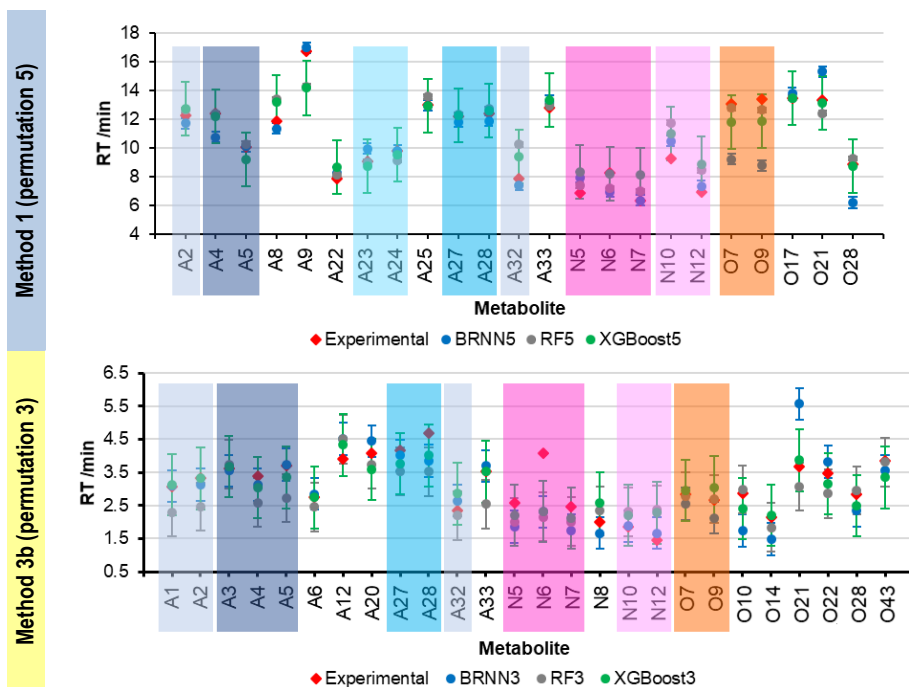 Method 1 (permutation 5)
RT /min
18
16
14
12
10
8
6
4
A2 A4 A5 A8 A9 A22 A23 A24 A25 A27 A28 A32 A33 N5 N6 N7 N10 N12 O7 O9 O17 O21 O28
Metabolite
Experimental BRNN5 RF5 XGBoost5
Method 3b (permutation 3)
RT /min
6.5
5.5
4.5
3.5
2.5
1.5
0.5
A1 A2 A3 A4 A5 A6 A12 A20 A27 A28 A32 A33 N5 N6 N7 N8 N10 N12 O7 O9 O10 O14 O21 O22 O28 O43
Metabolite
Experimental BRNN3 RF3 XGBoost3